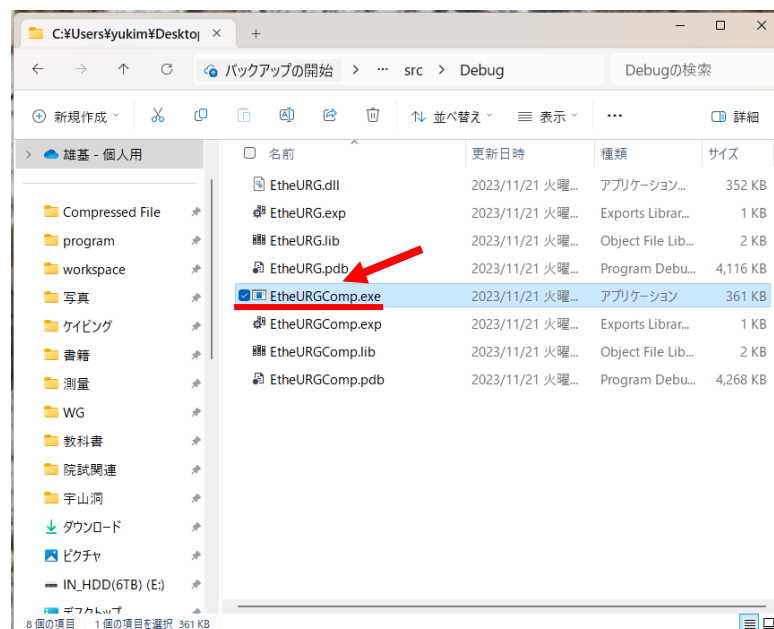 C:¥Users¥yukim¥Desktop
バックアップの開始 > … src > Debug
Debugの検索
新規作成
並べ替え
表示
…
詳細
雄基 - 個人用
名前 更新日時 種類 サイズ
EtheURG.dll 2023/11/21 火曜... アプリケーション... 352 KB
EtheURG.exp 2023/11/21 火曜... Exports Librar... 1 KB
EtheURG.lib 2023/11/21 火曜... Object File Lib... 2 KB
EtheURG.pdb 2023/11/21 火曜... Program Debu... 4,116 KB
EtheURGComp.exe 2023/11/21 火曜... アプリケーション 361 KB
EtheURGComp.exp 2023/11/21 火曜... Exports Librar... 1 KB
EtheURGComp.lib 2023/11/21 火曜... Object File Lib... 2 KB
EtheURGComp.pdb 2023/11/21 火曜... Program Debu... 4,268 KB
Compressed File
program
workspace
写真
ケイビング
書籍
測量
WG
教科書
院試関連
宇山洞
ダウンロード
ピクチャ
IN_HDD(6TB) (E:)
デスクトップ
8 個の項目 1 個の項目を選択 361 KB